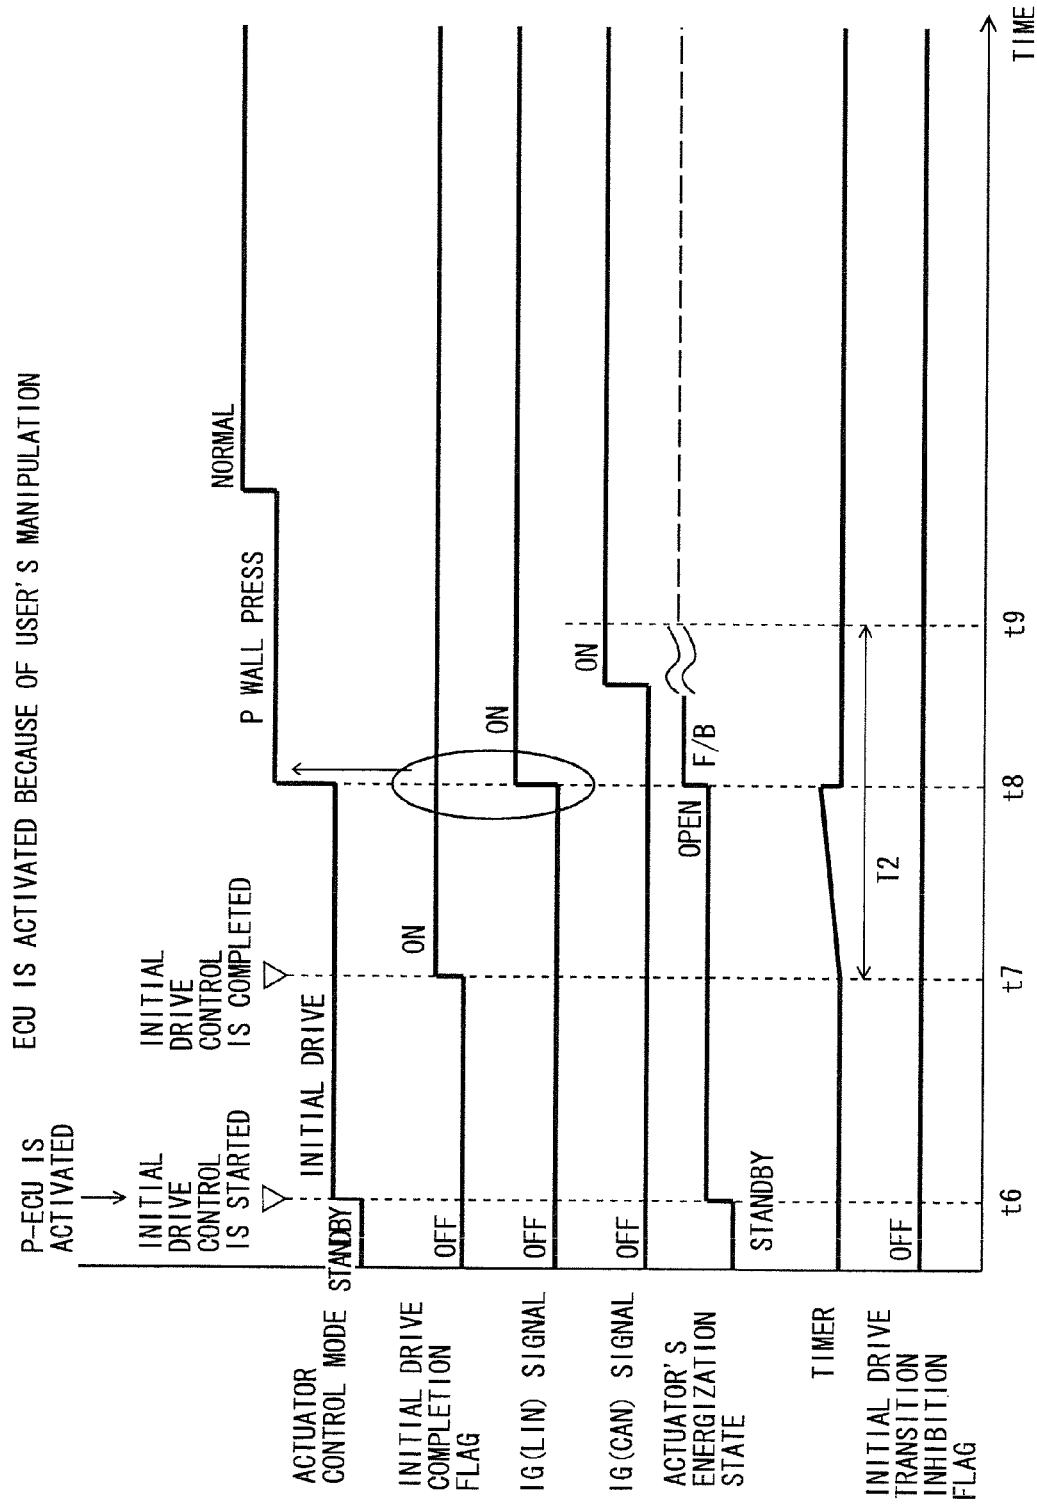 ECU IS ACTIVATED BECAUSE OF USER'S MANIPULATION
P-ECU IS
ACTIVATED
INITIAL
DRIVE
CONTROL
IS STARTED
INITIAL
DRIVE
CONTROL
IS COMPLETED
ACTUATOR
CONTROL MODE
STANDBY
INITIAL DRIVE
P WALL PRESS
NORMAL
INITIAL DRIVE
COMPLETION
FLAG
OFF
ON
IG(LIN) SIGNAL
OFF
ON
IG(CAN) SIGNAL
OFF
ON
ACTUATOR'S
ENERGIZATION
STATE
STANDBY
OPEN
F/B
TIMER
T2
INITIAL DRIVE
TRANSITION
INHIBITION
FLAG
OFF
t6
t7
t8
t9
TIME